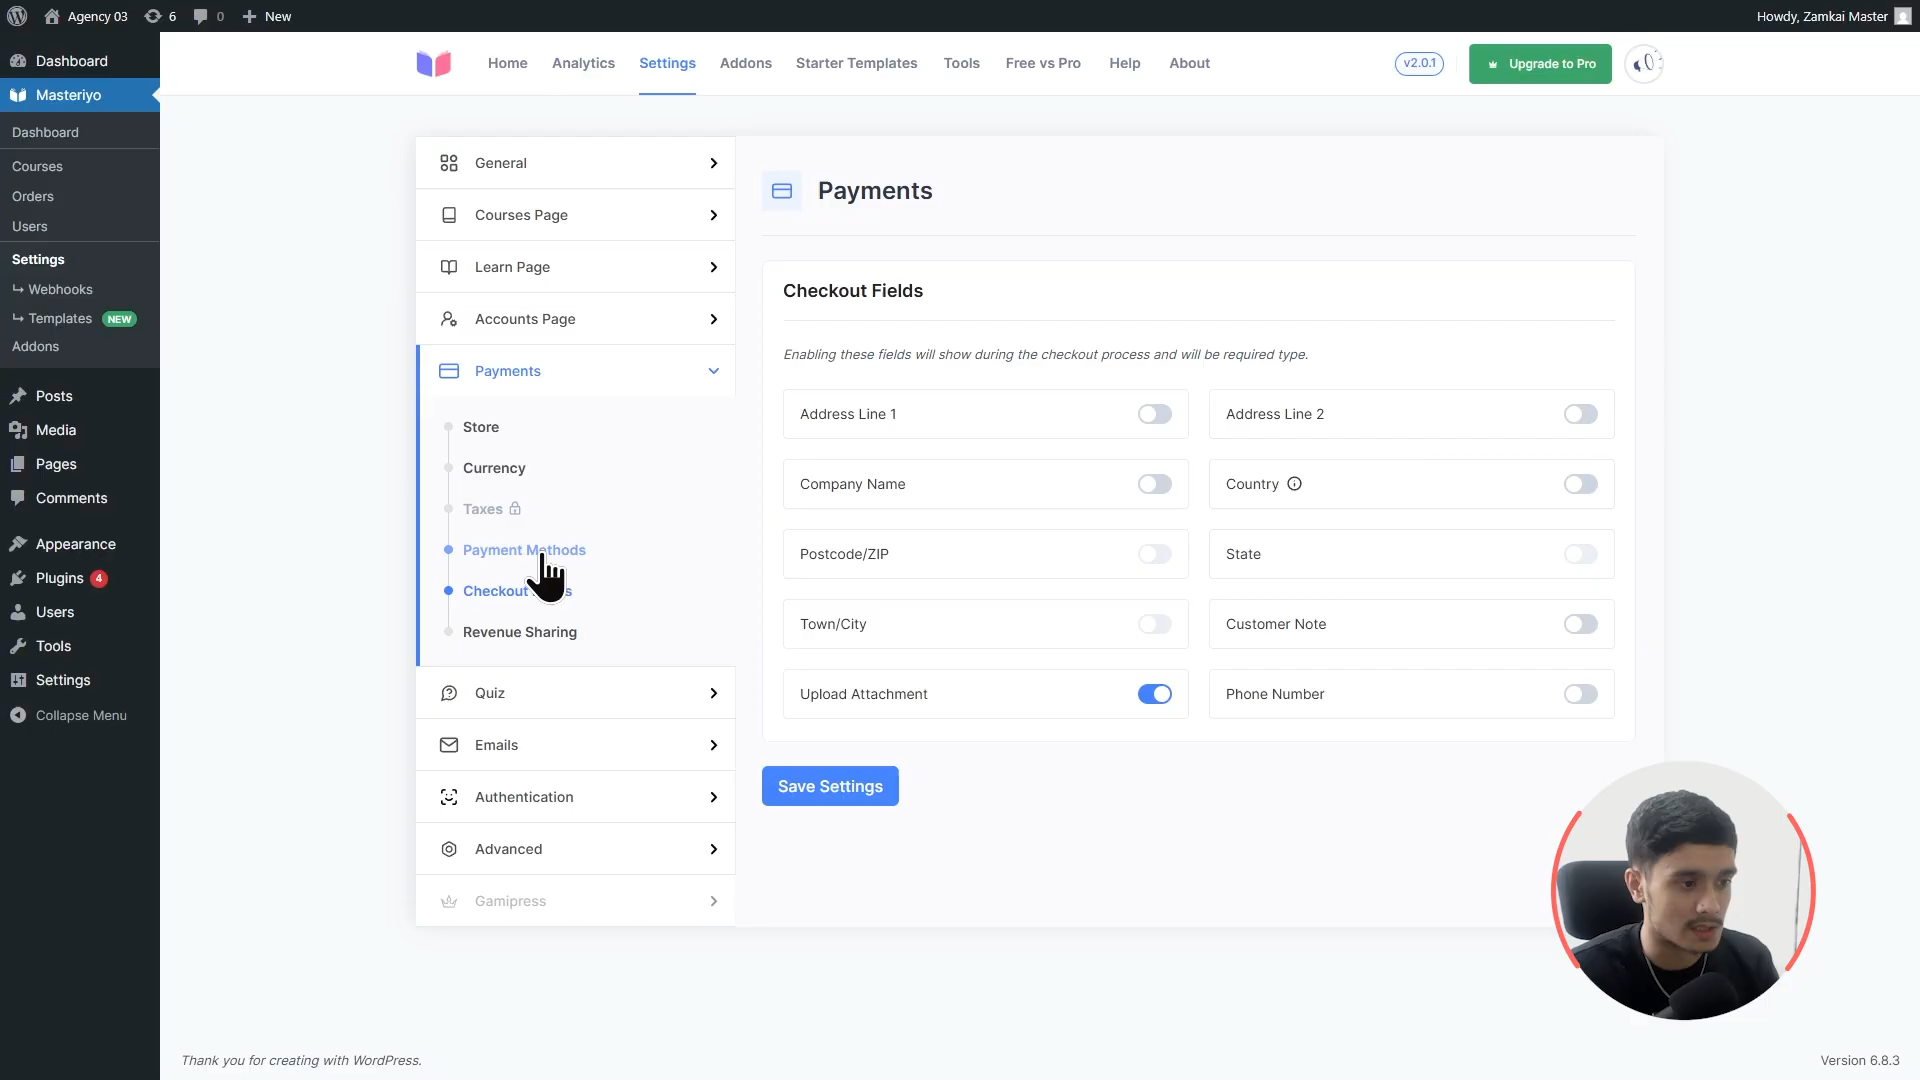 Agency 03
6
0
New
Howdy, Zamkai Master
Dashboard
Masteriyo
Dashboard
Courses
Orders
Users
Settings
↳ Webhooks
↳ Templates NEW
Addons
Posts
Media
Pages
Comments
Appearance
Plugins 4
Users
Tools
Settings
Collapse Menu
Home
Analytics
Settings
Addons
Starter Templates
Tools
Free vs Pro
Help
About
v2.0.1
Upgrade to Pro
General
Courses Page
Learn Page
Accounts Page
Payments
Store
Currency
Taxes
Payment Methods
Checkout
Revenue Sharing
Quiz
Emails
Authentication
Advanced
Gamipress
Payments
Checkout Fields
Enabling these fields will show during the checkout process and will be required type.
Address Line 1
Address Line 2
Company Name
Country
Postcode/ZIP
State
Town/City
Customer Note
Upload Attachment
Phone Number
Save Settings
Thank you for creating with WordPress.
Version 6.8.3